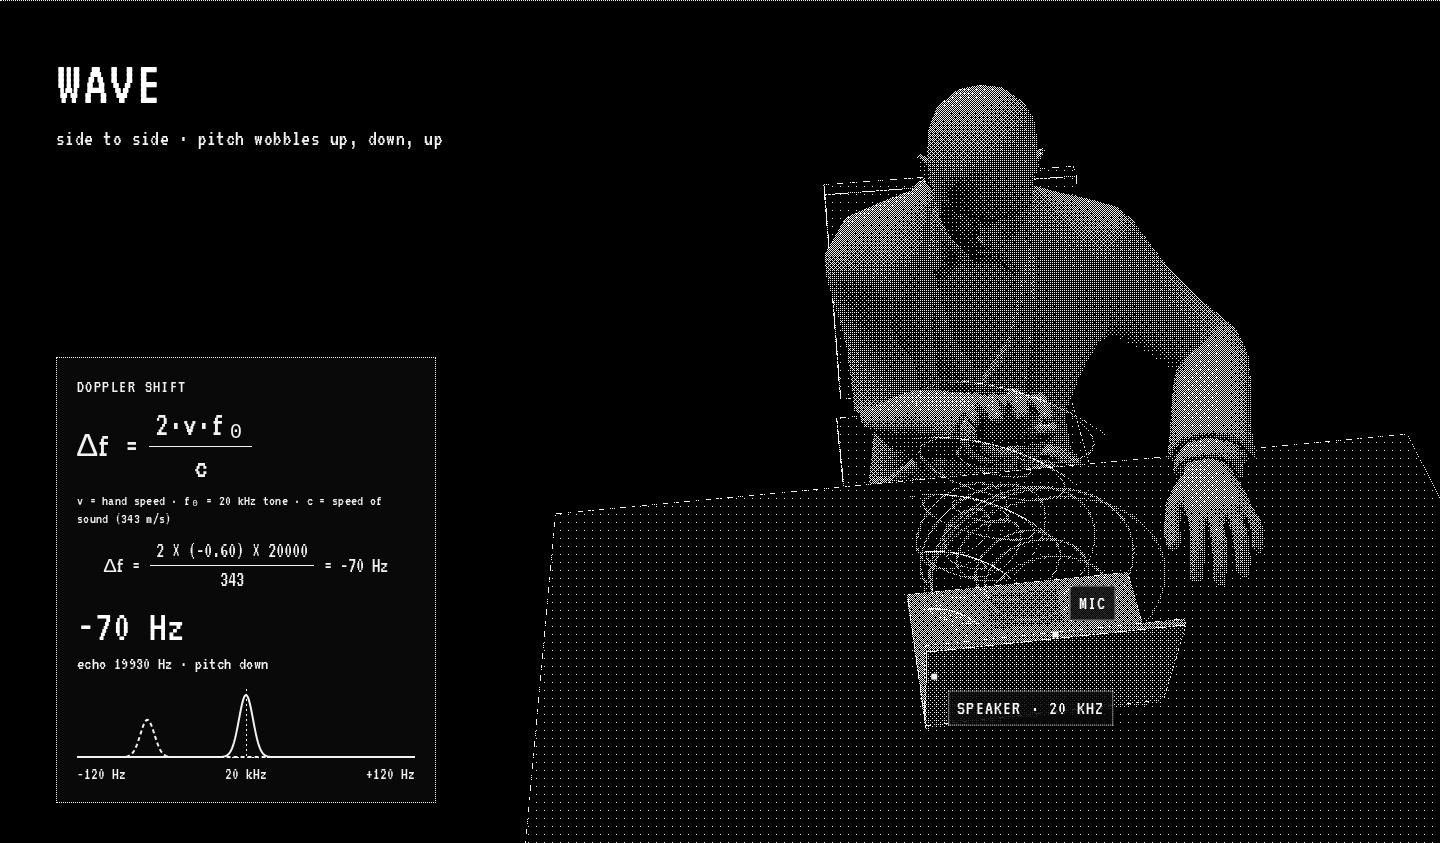 WAVE
side to side · pitch wobbles up, down, up
DOPPLER SHIFT
Δf = 2·v·f₀
c
v = hand speed · f₀ = 20 kHz tone · c = speed of
sound (343 m/s)
Δf = 2 X (-0.60) X 20000 = -70 Hz
343
-70 Hz
echo 19930 Hz · pitch down
-120 Hz 20 kHz +120 Hz
MIC
SPEAKER · 20 KHZ